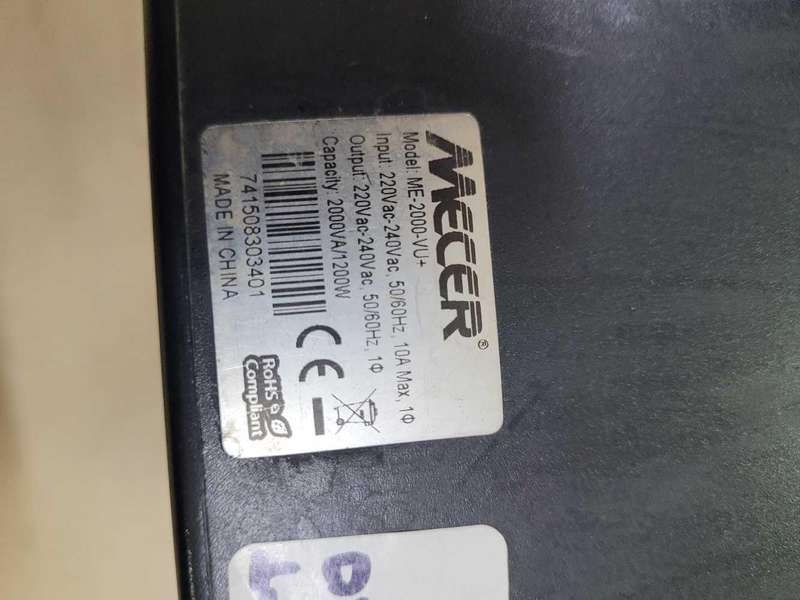 MECER®
Model: ME-2000-VU+
Input: 220Vac-240Vac, 50/60Hz, 10A Max, 1Φ
Output: 220Vac-240Vac, 50/60Hz, 1Φ
Capacity: 2000VA/1200W
741508303401
MADE IN CHINA
CE
RoHS
Compliant